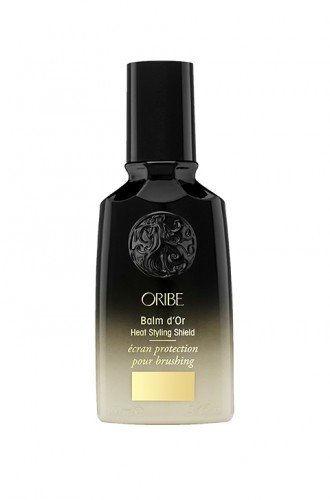 ORIBE
Balm d'Or
Heat Styling Shield
écran protection
pour brushing